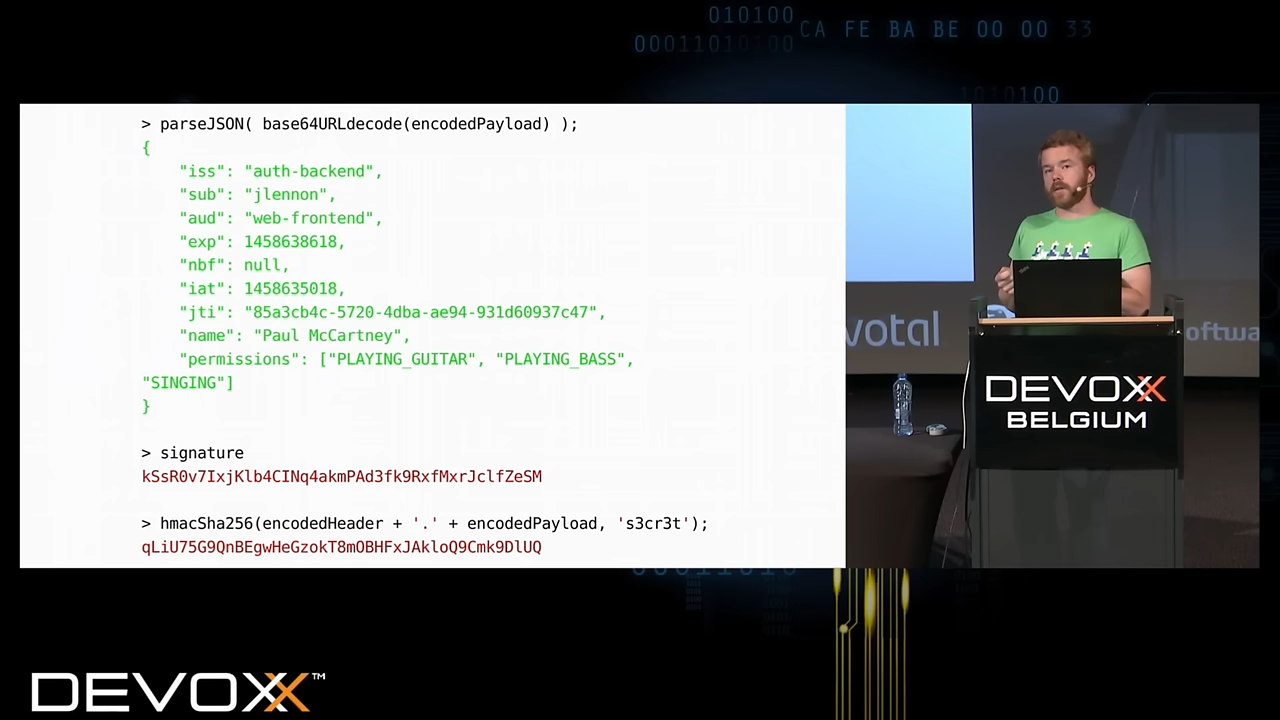 010100
00011010100
CA FE BA BE 00 00 33
1010100
> parseJSON( base64URLdecode(encodedPayload) );
{
"iss": "auth-backend",
"sub": "jlennon",
"aud": "web-frontend",
"exp": 1458638618,
"nbf": null,
"iat": 1458635018,
"jti": "85a3cb4c-5720-4dba-ae94-931d60937c47",
"name": "Paul McCartney",
"permissions": ["PLAYING_GUITAR", "PLAYING_BASS",
"SINGING"]
}
> signature
kSsR0v7IxjKlb4CINq4akmPAd3fk9RxfMxrJclfZeSM
> hmacSha256(encodedHeader + '.' + encodedPayload, 's3cr3t');
qLiU75G9QnBEgwHeGzokT8mOBHFxJAkloQ9Cmk9DlUQ
votal
oftwa
DEVOXX
BELGIUM
DEVOXX™